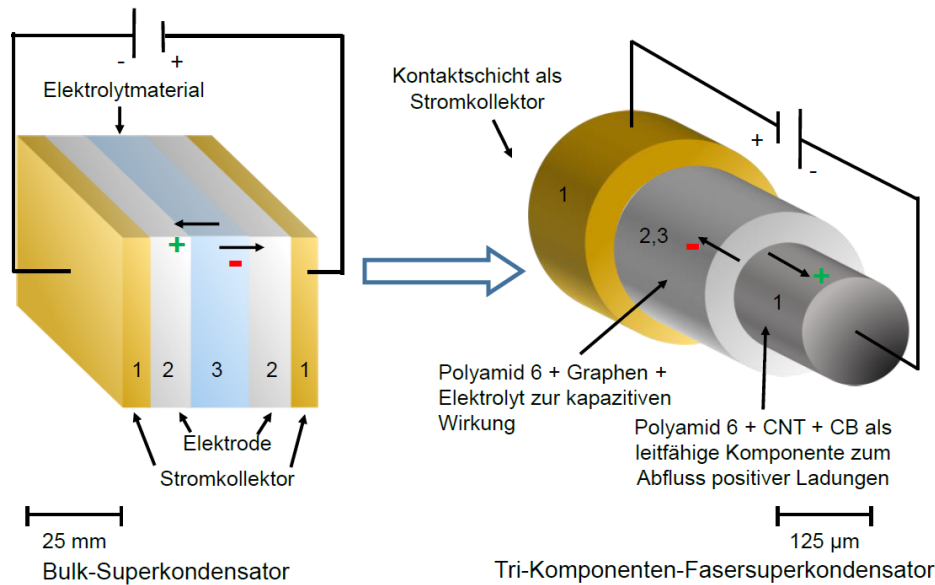 - +
Elektrolytmaterial
+
-
1 2 3 2 1
Elektrode
Stromkollektor
25 mm
Bulk-Superkondensator
Kontaktschicht als
Stromkollektor
+
-
1
2,3
-
+
1
Polyamid 6 + Graphen +
Elektrolyt zur kapazitiven
Wirkung
Polyamid 6 + CNT + CB als
leitfähige Komponente zum
Abfluss positiver Ladungen
125 µm
Tri-Komponenten-Fasersuperkondensator